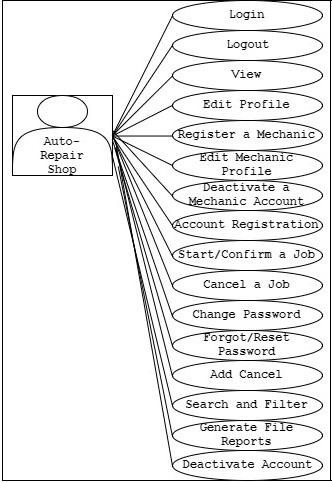 Login
Logout
View
Edit Profile
Register a Mechanic
Auto-
Repair
Shop
Edit Mechanic
Profile
Deactivate a
Mechanic Account
Account Registration
Start/Confirm a Job
Cancel a Job
Change Password
Forgot/Reset
Password
Add Cancel
Search and Filter
Generate File
Reports
Deactivate Account